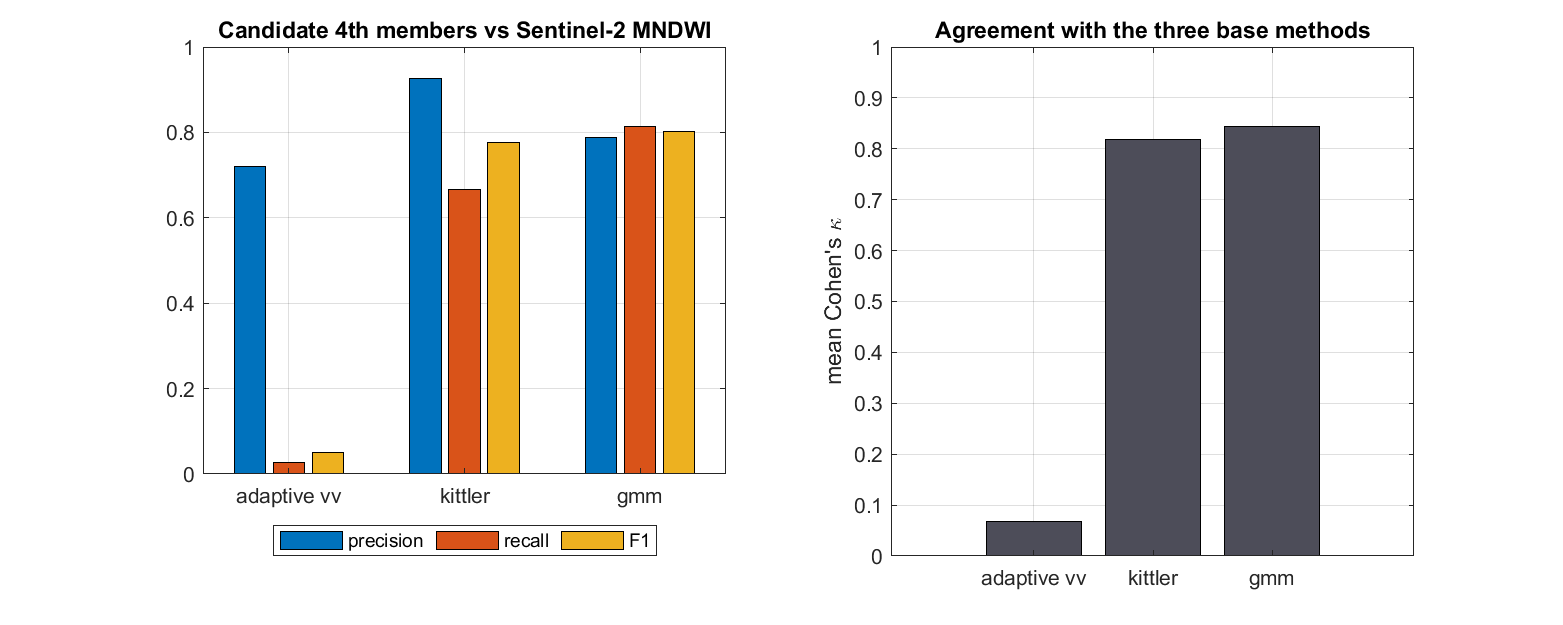 Candidate 4th members vs Sentinel-2 MNDWI
1
0.8
0.6
0.4
0.2
0
adaptive vv kittler gmm
precision recall F1
Agreement with the three base methods
mean Cohen's κ
1
0.9
0.8
0.7
0.6
0.5
0.4
0.3
0.2
0.1
0
adaptive vv kittler gmm